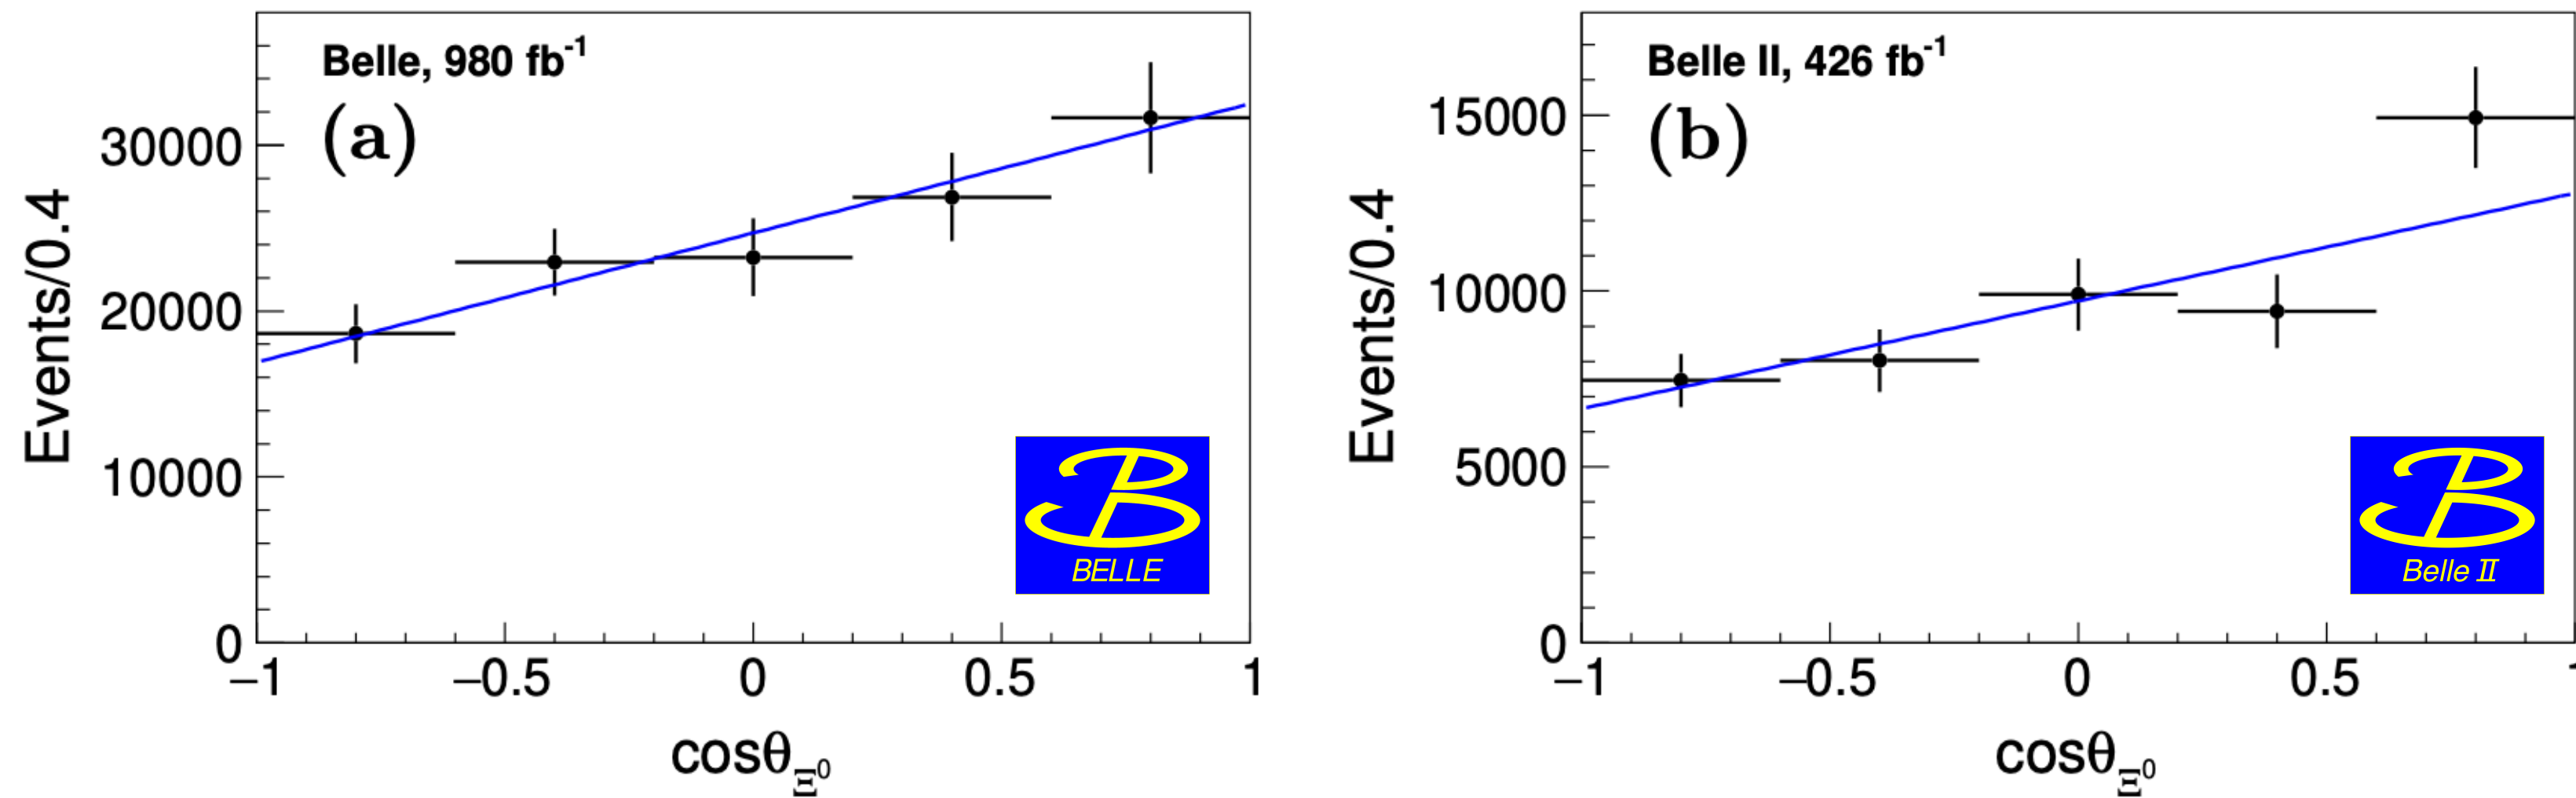 Belle, 980 fb⁻¹
(a)
30000
20000
10000
0
Events/0.4
−1 −0.5 0 0.5 1
cosθ_Ξ⁰
BELLE
Belle II, 426 fb⁻¹
(b)
15000
10000
5000
0
Events/0.4
−1 −0.5 0 0.5
cosθ_Ξ⁰
Belle II